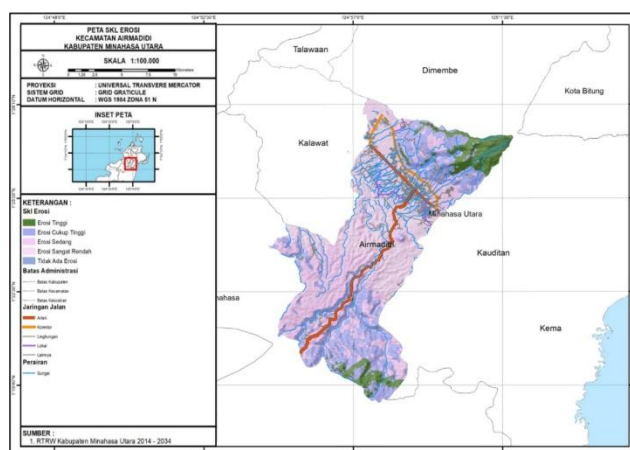 PETA SKL EROSI
KECAMATAN AIRMADIDI
KABUPATEN MINAHASA UTARA
SKALA 1:100.000
PROYEKSI : UNIVERSAL TRANSVERE MERCATOR
SISTEM GRID : GRID GRATICULE
DATUM HORIZONTAL : WGS 1984 ZONA 51 N
INSET PETA
KETERANGAN :
Skl Erosi
Erosi Tinggi
Erosi Cukup Tinggi
Erosi Sedang
Erosi Sangat Rendah
Tidak Ada Erosi
Batas Administrasi
Batas Kabupaten
Batas Kecamatan
Batas Kelurahan
Jaringan Jalan
Arteri
Kolektor
Lingkungan
Lokal
Lainnya
Perairan
Sungai
SUMBER :
1. RTRW Kabupaten Minahasa Utara 2014 - 2034
Talawaan
Dimembe
Kota Bitung
Kalawat
Minahasa Utara
Airmadidi
Kauditan
Kema